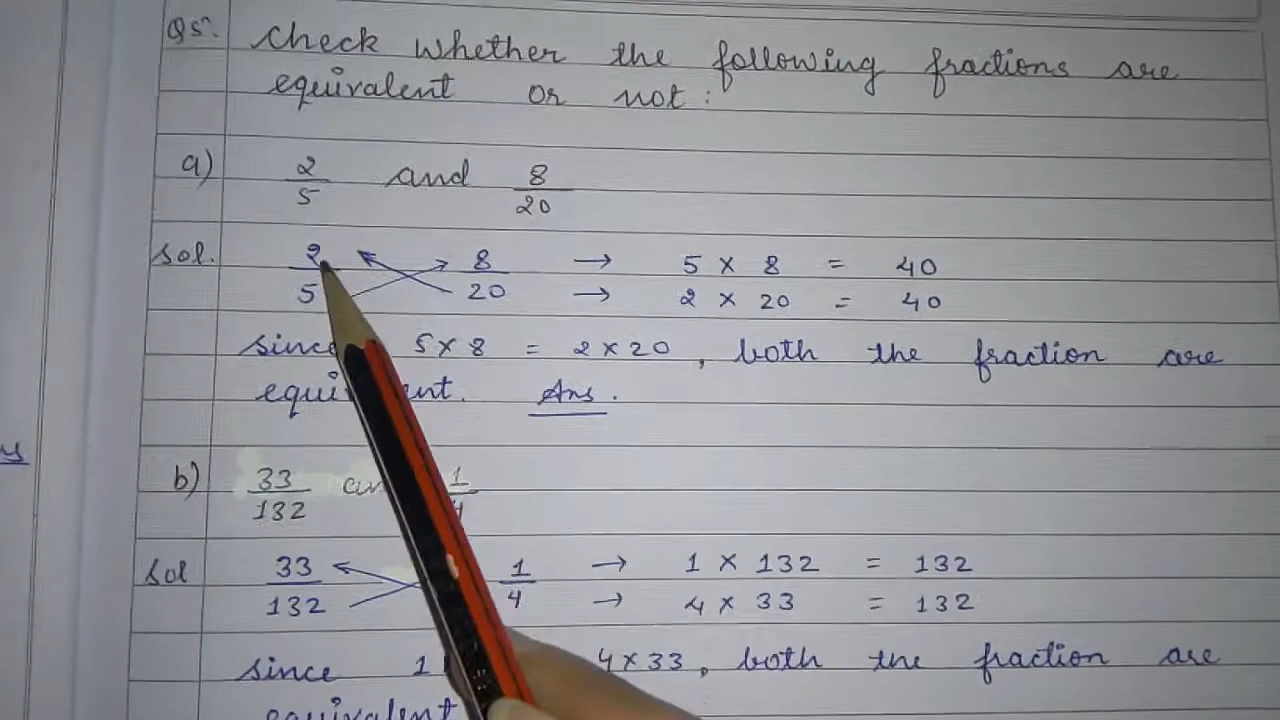 Q5. Check whether the following fractions are
equivalent or not:
a) 2/5 and 8/20
Sol. 2/5 8/20 → 5 × 8 = 40
→ 2 × 20 = 40
since 5×8 = 2×20, both the fraction are
Ans.
b) 33/132
Sol 33/132 1/4 → 1 × 132 = 132
→ 4 × 33 = 132
since 1 4×33, both the fraction are
equivalent